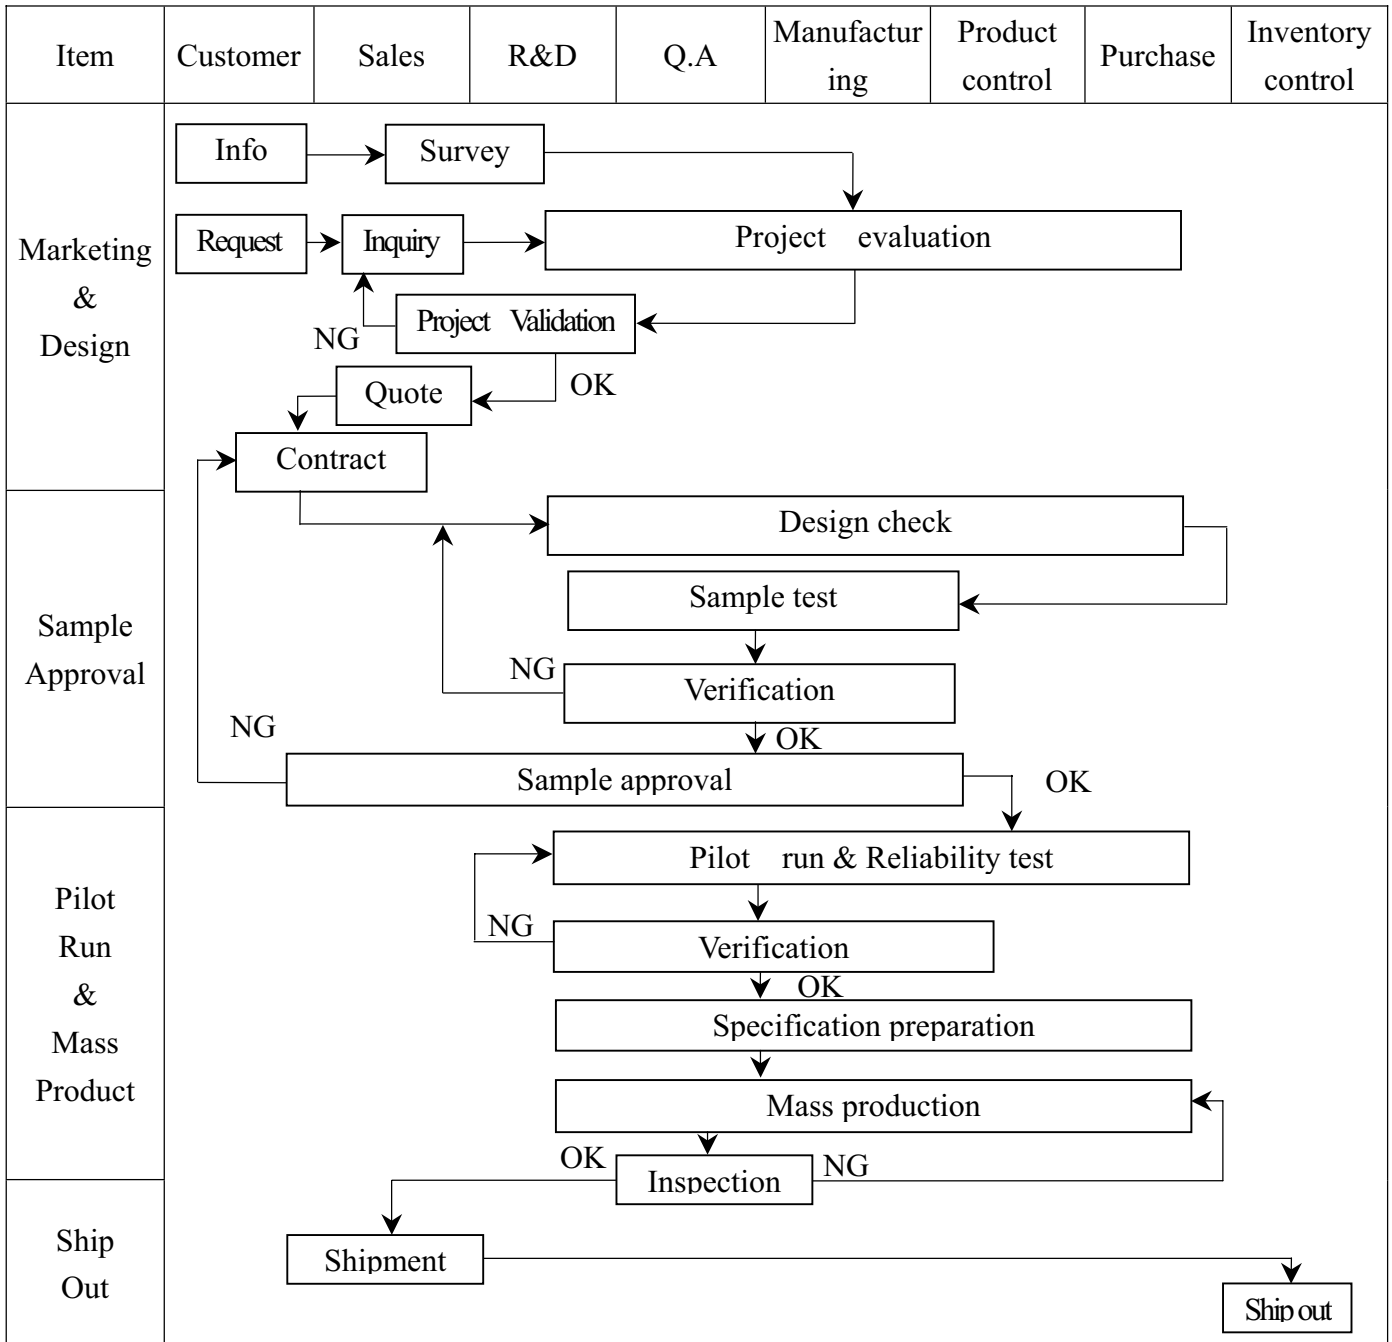 Item
Customer
Sales
R&D
Q.A
Manufactur
ing
Product
control
Purchase
Inventory
control
Marketing
&
Design
Info
Survey
Request
Inquiry
Project evaluation
NG
Project Validation
Quote
OK
Contract
Sample
Approval
Design check
Sample test
NG
Verification
NG
OK
Sample approval
OK
Pilot
Run
&
Mass
Product
Pilot run & Reliability test
NG
Verification
OK
Specification preparation
Mass production
OK
Inspection
NG
Ship
Out
Shipment
Ship out